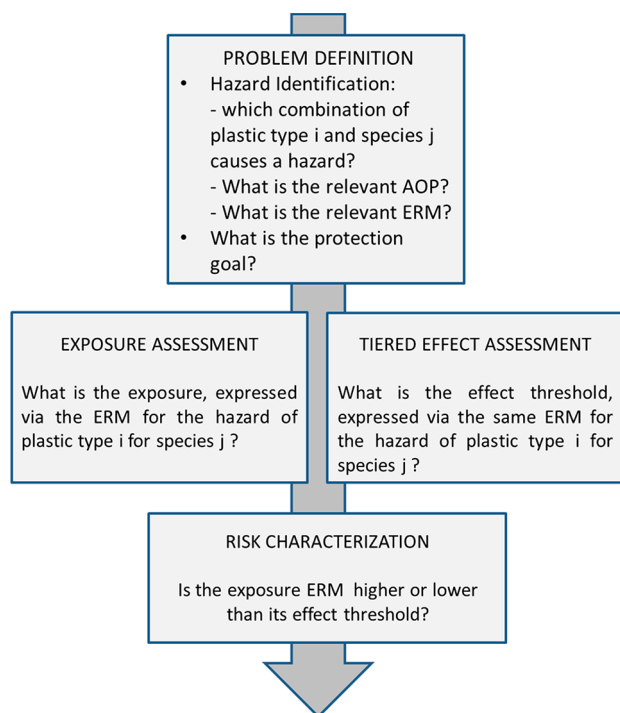 PROBLEM DEFINITION
• Hazard Identification:
- which combination of
plastic type i and species j
causes a hazard?
- What is the relevant AOP?
- What is the relevant ERM?
• What is the protection
goal?
EXPOSURE ASSESSMENT
What is the exposure, expressed
via the ERM for the hazard of
plastic type i for species j ?
TIERED EFFECT ASSESSMENT
What is the effect threshold,
expressed via the same ERM for
the hazard of plastic type i for
species j ?
RISK CHARACTERIZATION
Is the exposure ERM higher or lower
than its effect threshold?